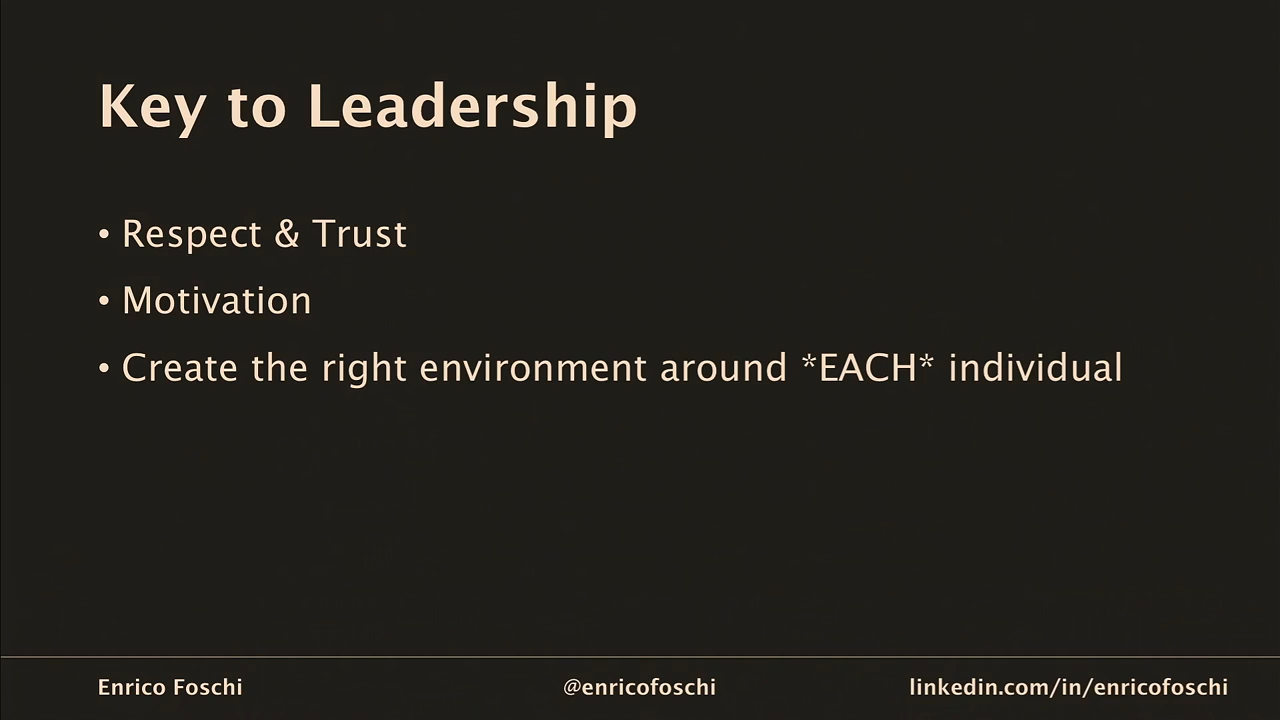 Key to Leadership
• Respect & Trust
• Motivation
• Create the right environment around *EACH* individual
Enrico Foschi
@enricofoschi
linkedin.com/in/enricofoschi